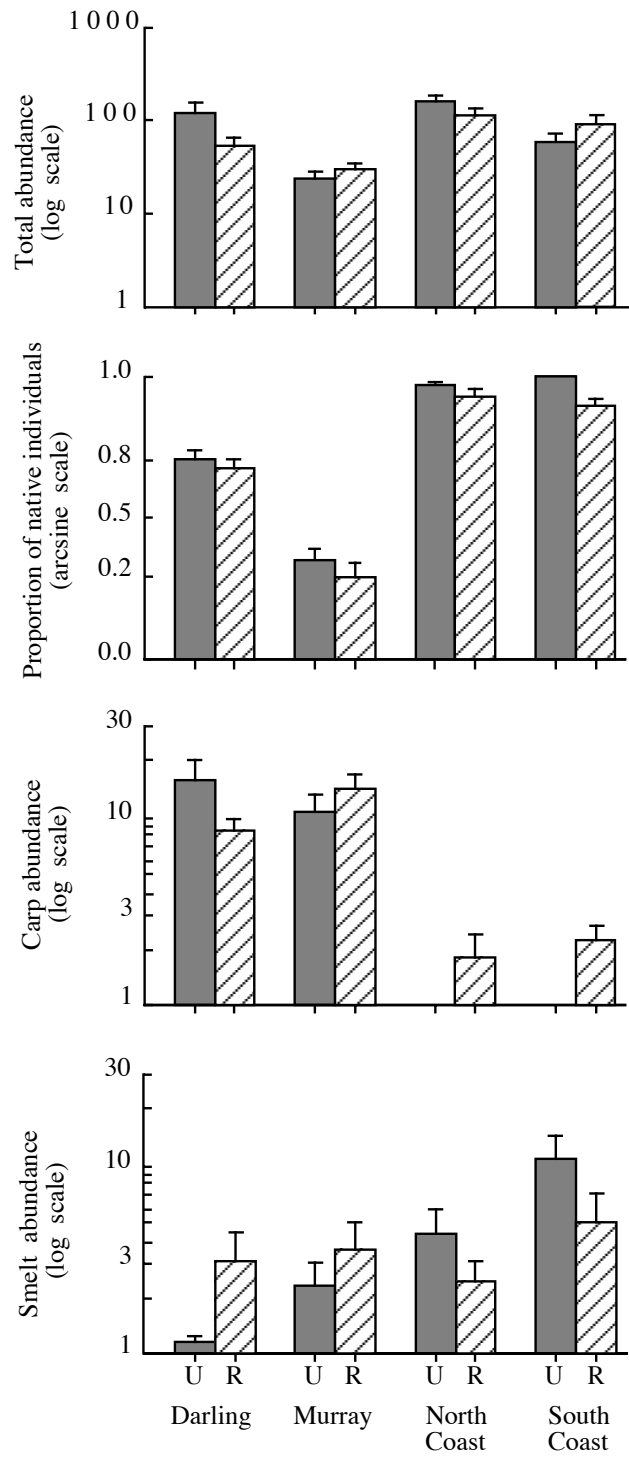 Total abundance
(log scale)
1000
100
10
1
Proportion of native individuals
(arcsine scale)
1.0
0.8
0.5
0.2
0.0
Carp abundance
(log scale)
30
10
3
1
Smelt abundance
(log scale)
30
10
3
1
U R U R U R U R
Darling Murray North South
Coast Coast